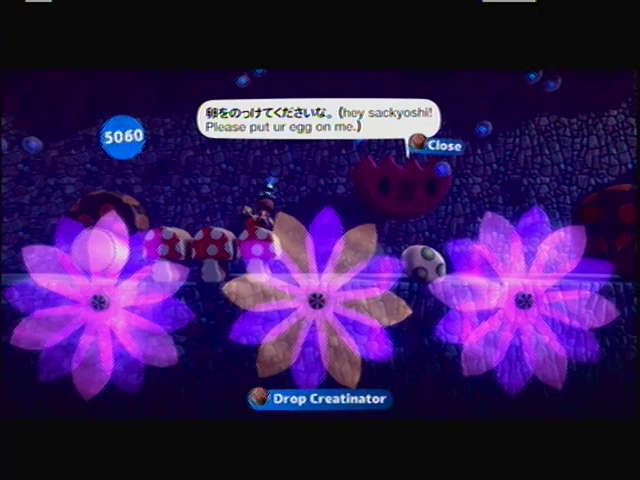 卵をのっけてくださいな。(hey sackyoshi!
Please put ur egg on me.)
5060
Close
Drop Creatinator